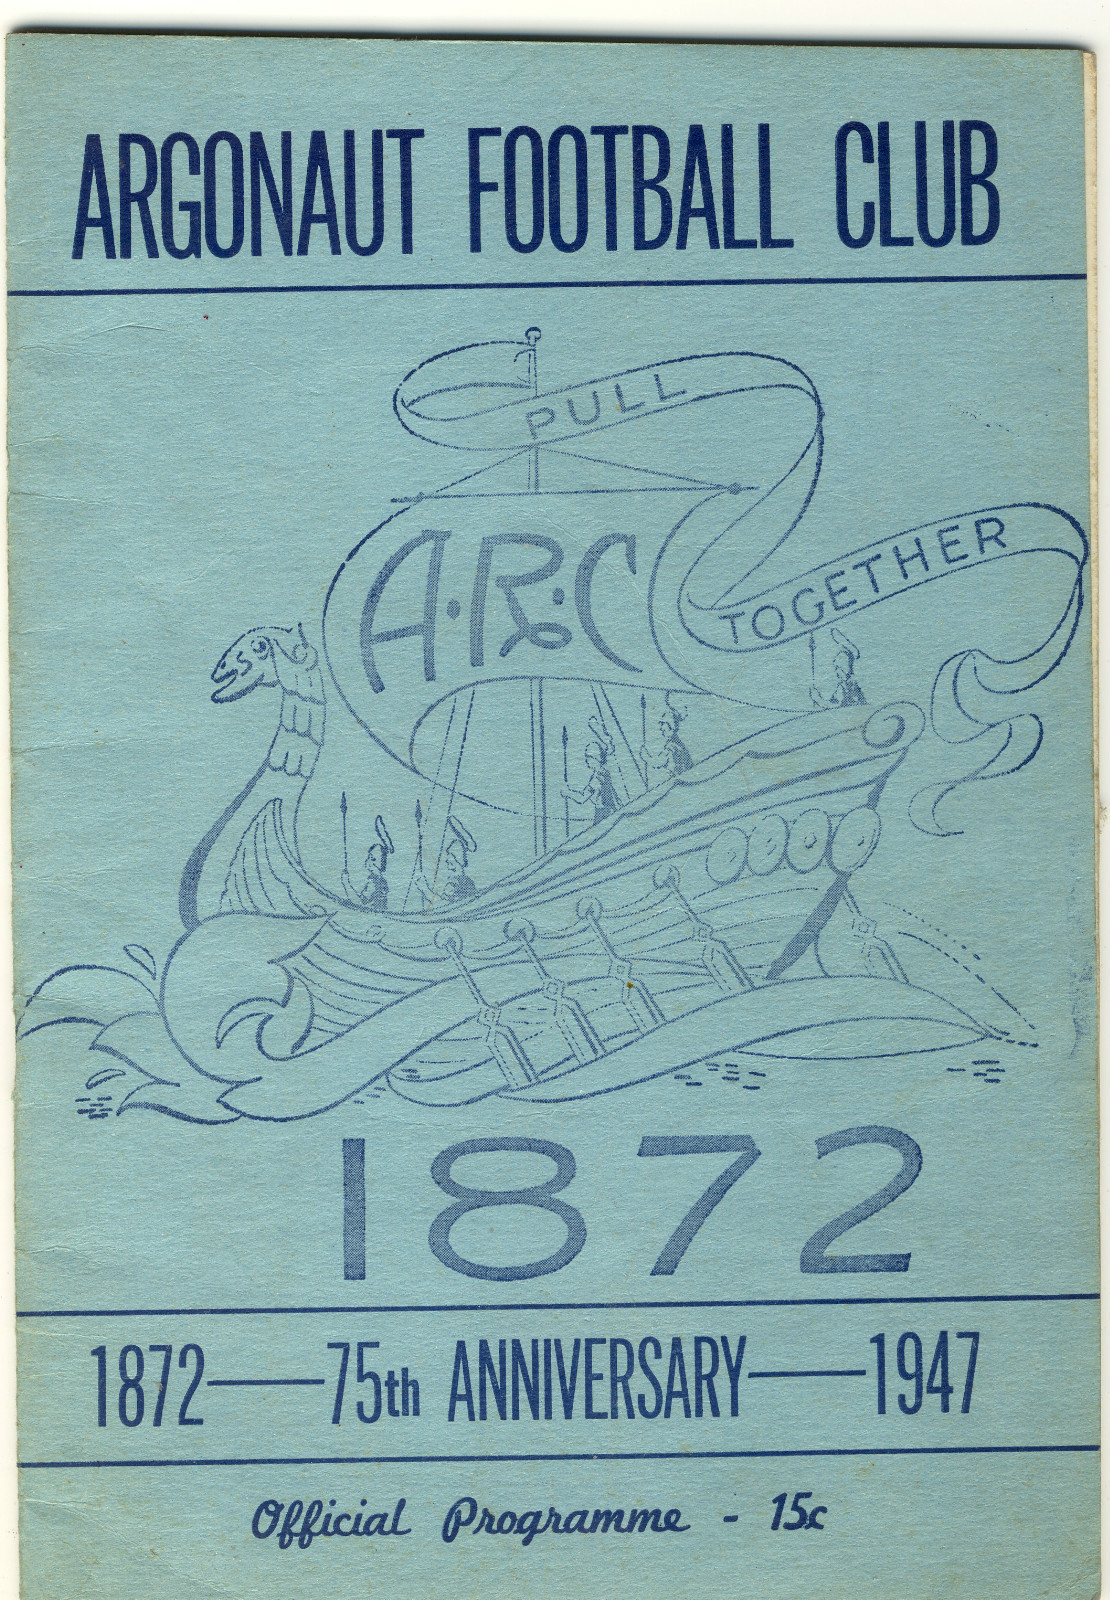 ARGONAUT FOOTBALL CLUB
PULL
TOGETHER
A.R.C
1872
1872—75th ANNIVERSARY—1947
Official Programme - 15c